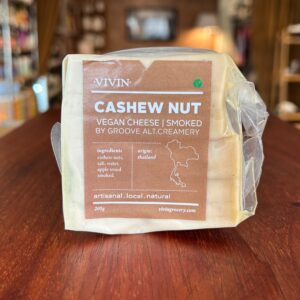 VIVIN
CASHEW NUT
VEGAN CHEESE | SMOKED
BY GROOVE ALT.CREAMERY
ingredients
cashew nuts,
salt, water,
apple wood
smoked
origin:
thailand
artisanal . local . natural
200g
vivingrocery.com